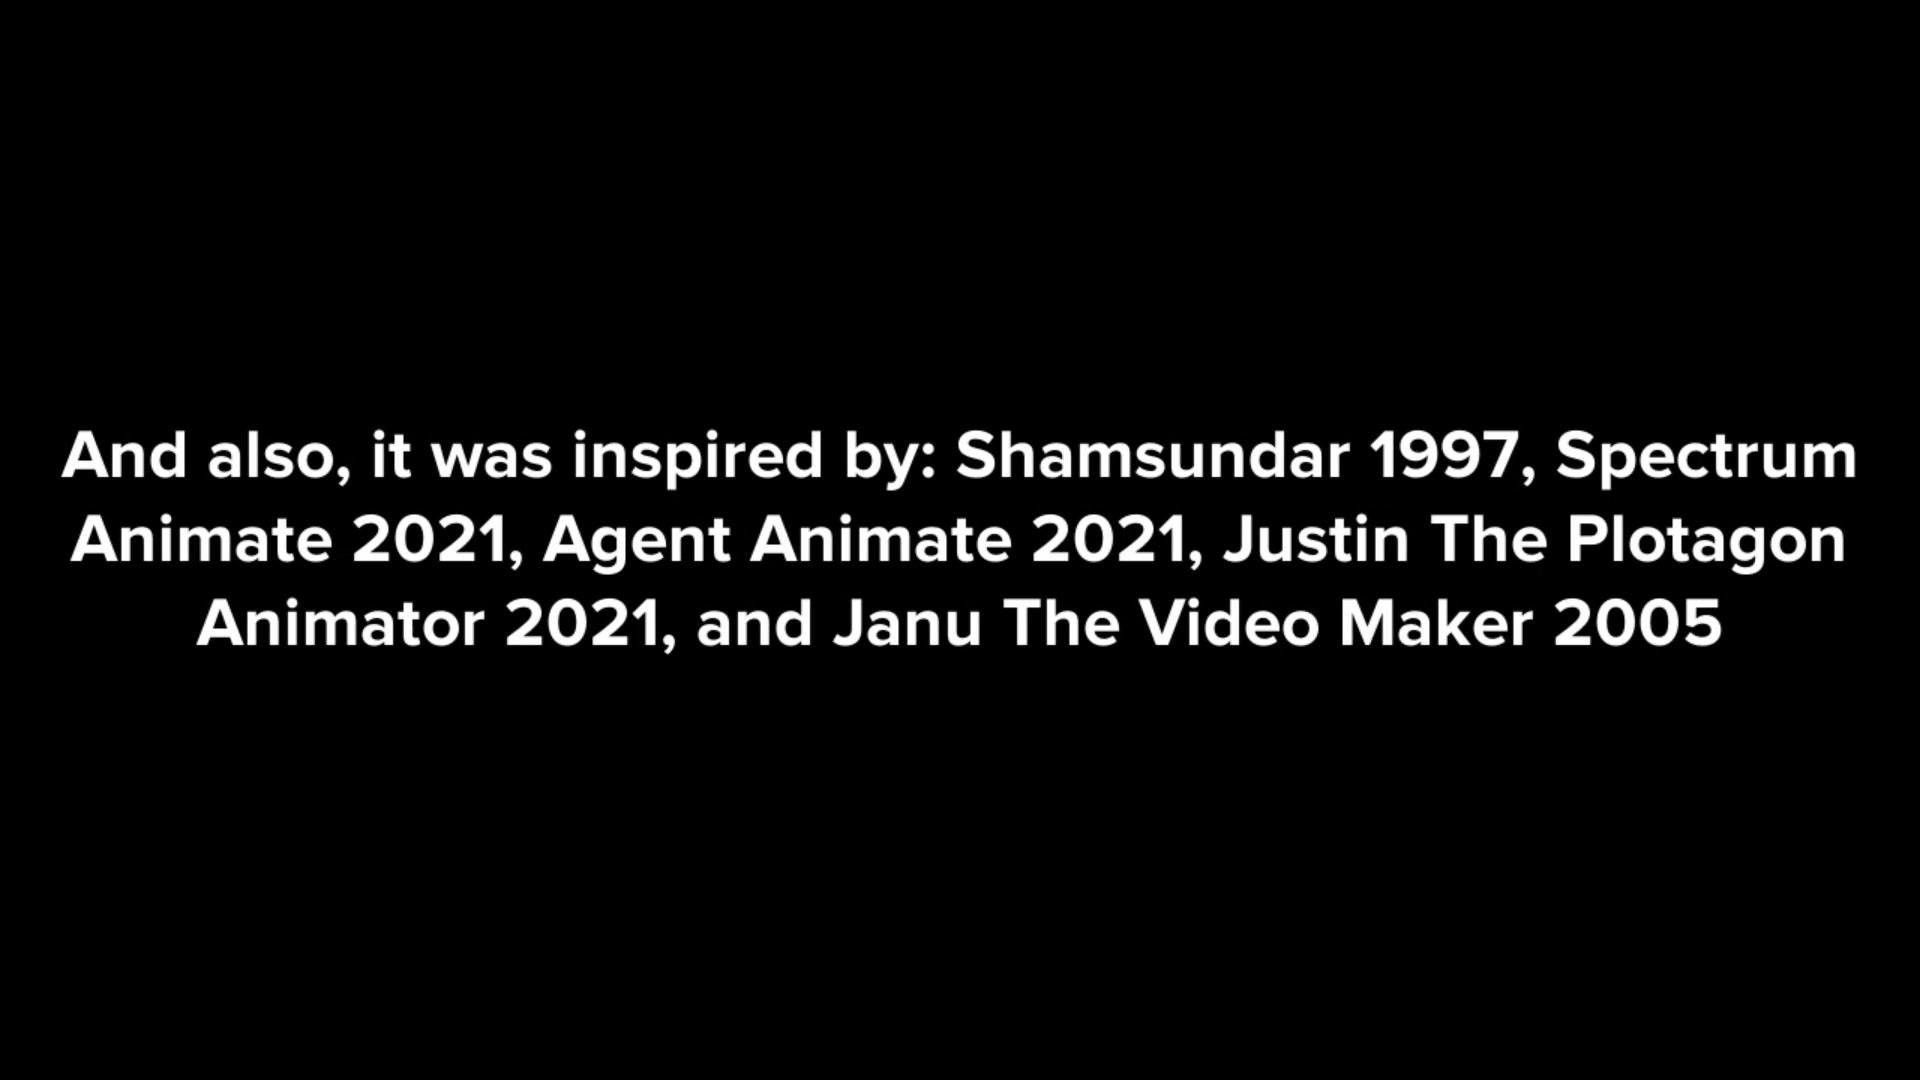 And also, it was inspired by: Shamsundar 1997, Spectrum
Animate 2021, Agent Animate 2021, Justin The Plotagon
Animator 2021, and Janu The Video Maker 2005